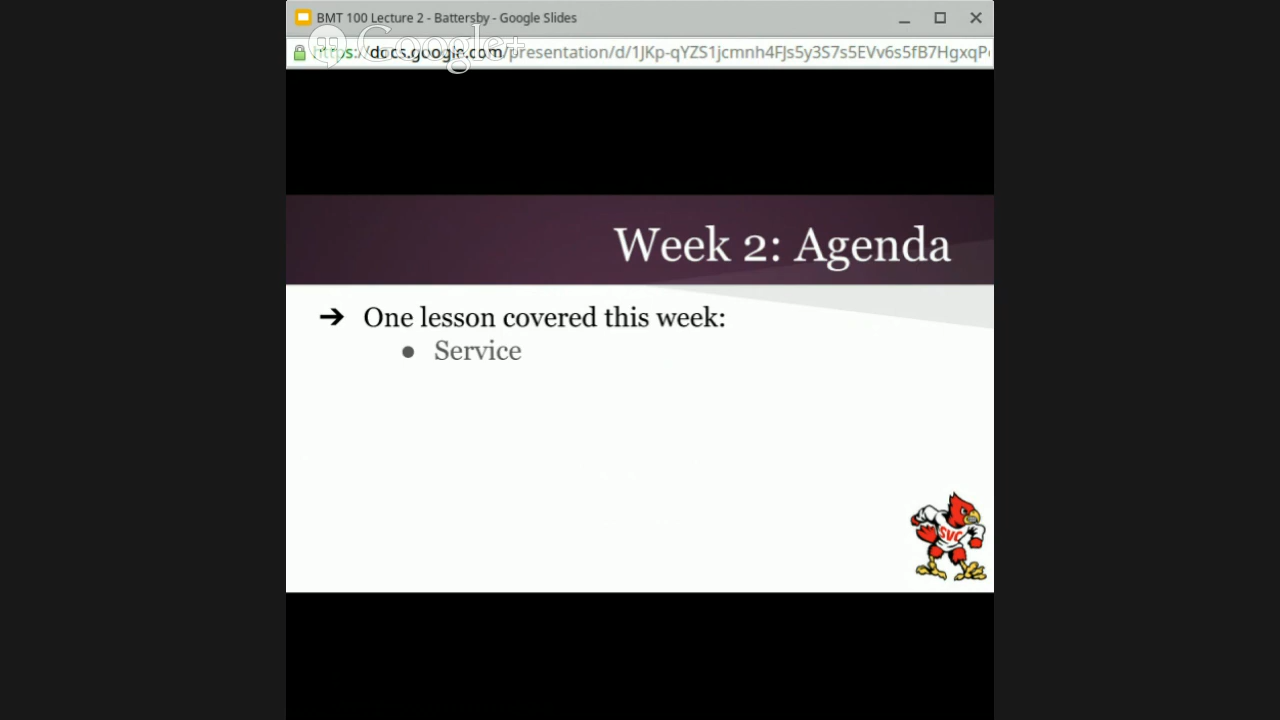 BMT 100 Lecture 2 - Battersby - Google Slides
Google+
https://docs.google.com/presentation/d/1JKp-qYZS1jcmnh4FJs5y3S7s5EVv6s5fB7HgxqP
Week 2: Agenda
➔ One lesson covered this week:
● Service
SVC